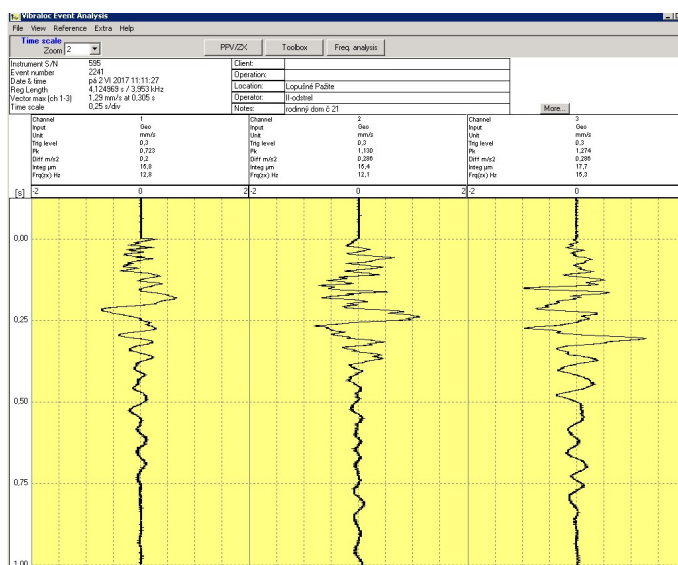 Vibraloc Event Analysis
File View Reference Extra Help
Time scale
Zoom 2
PPV/ZX Toolbox Freq. analysis
Instrument S/N 595
Event number 2241
Date & time pá 2 VI 2017 11:11:27
Reg Length 4,124969 s / 3,953 kHz
Vector max (ch 1-3) 1,29 mm/s at 0,305 s
Time scale 0,25 s/div
Client:
Operation:
Location: Lopušné Pažite
Operator: II-odstrel
Notes: rodinný dom č 21
More...
Channel 1
Input Geo
Unit mm/s
Trig level 0,3
Pk 0,723
Diff m/s2 0,2
Integ µm 15,8
Frq(zx) Hz 12,8
Channel 2
Input Geo
Unit mm/s
Trig level 0,3
Pk 1,130
Diff m/s2 0,286
Integ µm 16,4
Frq(zx) Hz 12,1
Channel 3
Input Geo
Unit mm/s
Trig level 0,3
Pk 1,274
Diff m/s2 0,286
Integ µm 17,7
Frq(zx) Hz 15,3
[s] -2 0 2 -2 0 2 -2 0
0,00
0,25
0,50
0,75
1,00